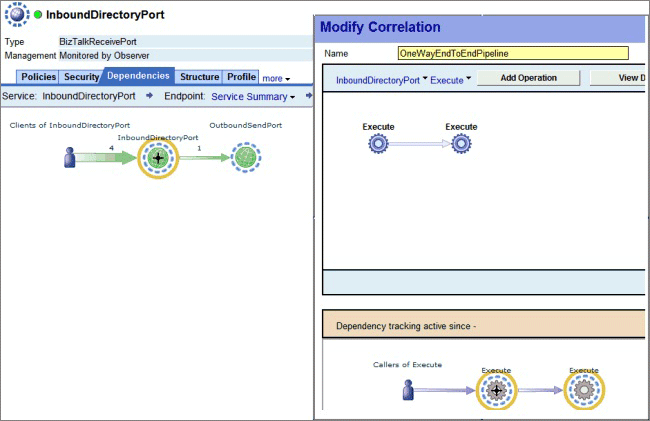 InboundDirectoryPort
Type BizTalkReceivePort
Management Monitored by Observer
Policies Security Dependencies Structure Profile more
Service: InboundDirectoryPort Endpoint: Service Summary
Clients of InboundDirectoryPort OutboundSendPort
InboundDirectoryPort
4 1
Modify Correlation
Name OneWayEndToEndPipeline
InboundDirectoryPort Execute Add Operation View D
Execute Execute
Dependency tracking active since -
Callers of Execute
Execute Execute